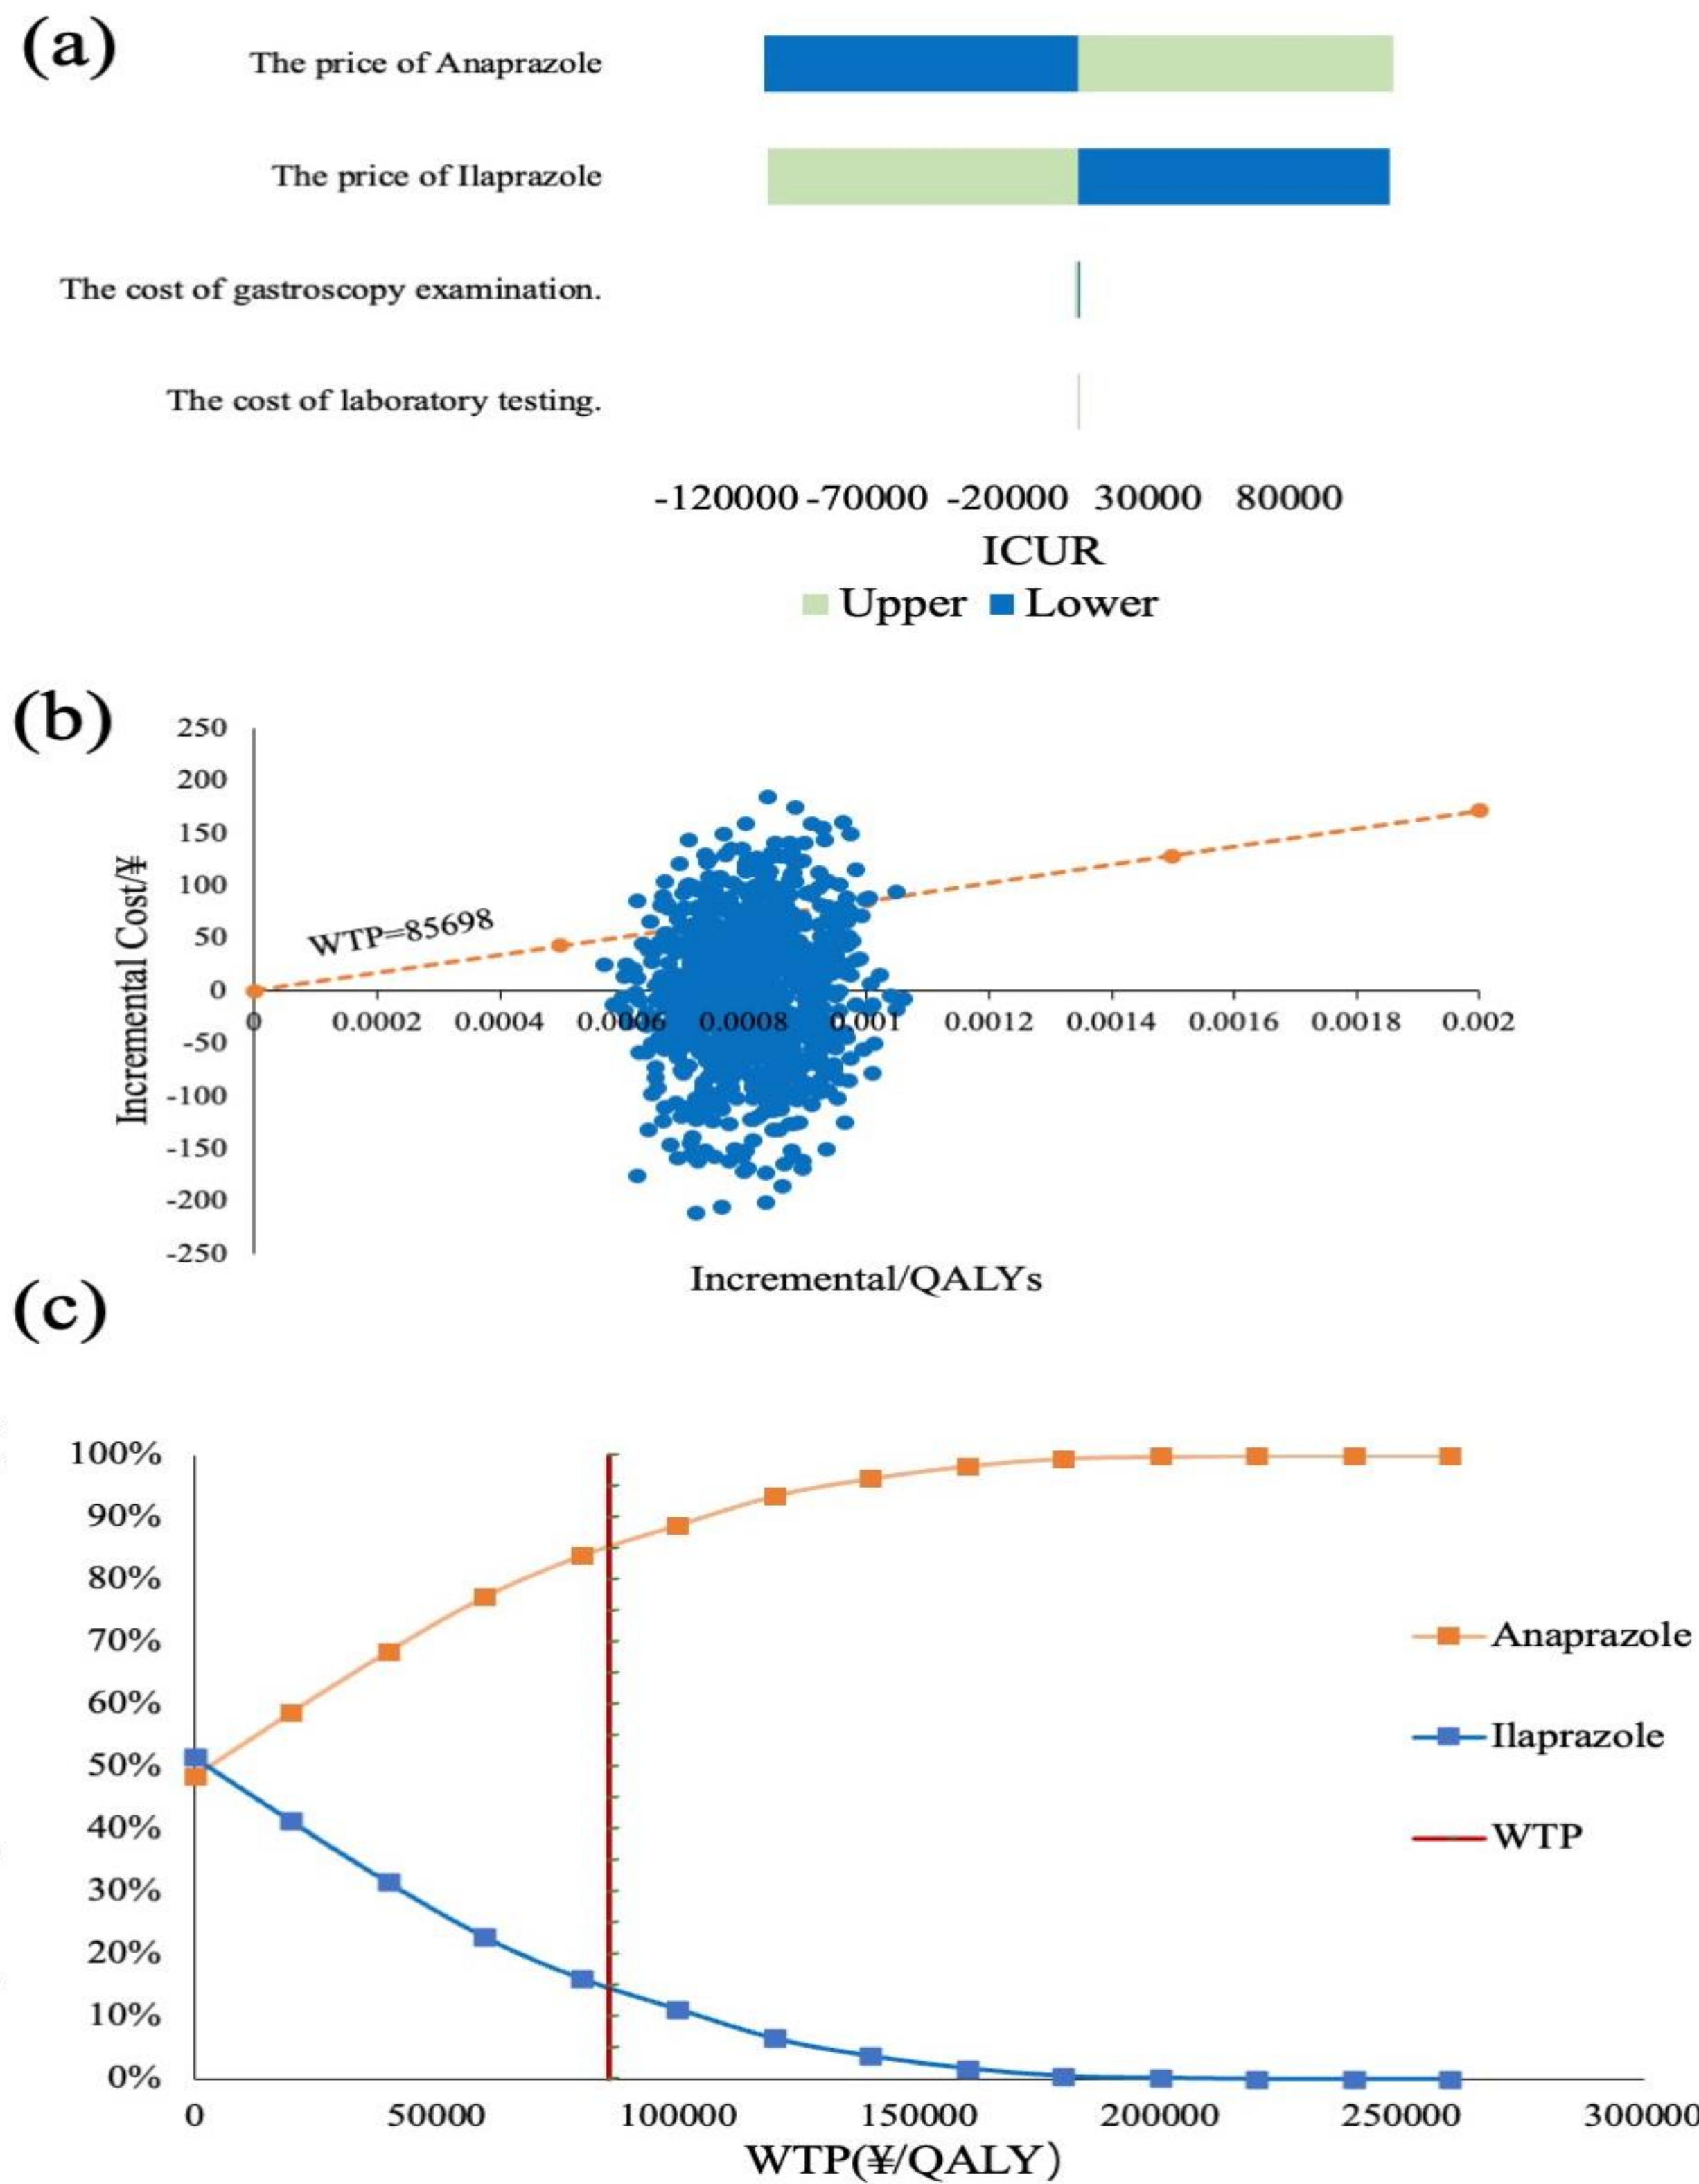 (a)
The price of Anaprazole
The price of Ilaprazole
The cost of gastroscopy examination.
The cost of laboratory testing.
-120000 -70000 -20000 30000 80000
ICUR
Upper Lower
(b)
250
200
150
100
50
0
-50
-100
-150
-200
-250
Incremental Cost/¥
WTP=85698
0 0.0002 0.0004 0.0006 0.0008 0.001 0.0012 0.0014 0.0016 0.0018 0.002
Incremental/QALYs
(c)
100%
90%
80%
70%
60%
50%
40%
30%
20%
10%
0%
Anaprazole
Ilaprazole
WTP
0 50000 100000 150000 200000 250000 300000
WTP(¥/QALY)